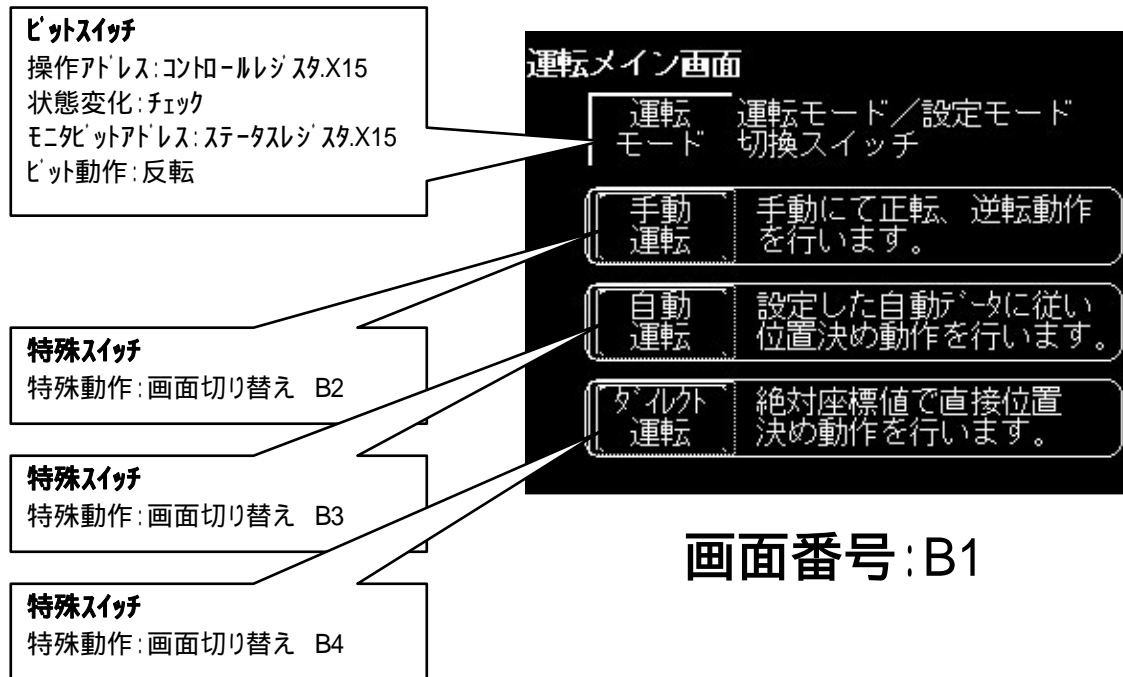 ﾋﾞｯﾄｽｲｯﾁ
操作ｱﾄﾞﾚｽ:ｺﾝﾄﾛｰﾙﾚｼﾞｽﾀ.X15
状態変化:ﾁｪｯｸ
ﾓﾆﾀﾋﾞｯﾄｱﾄﾞﾚｽ:ｽﾃｰﾀｽﾚｼﾞｽﾀ.X15
ﾋﾞｯﾄ動作:反転
特殊ｽｲｯﾁ
特殊動作:画面切り替え B2
特殊ｽｲｯﾁ
特殊動作:画面切り替え B3
特殊ｽｲｯﾁ
特殊動作:画面切り替え B4
運転メイン画面
運転
モード
運転モード／設定モード
切換スイッチ
手動
運転
手動にて正転、逆転動作
を行います。
自動
運転
設定した自動ﾃﾞｰﾀに従い
位置決め動作を行います。
ﾀﾞｲﾚｸﾄ
運転
絶対座標値で直接位置
決め動作を行います。
画面番号:B1